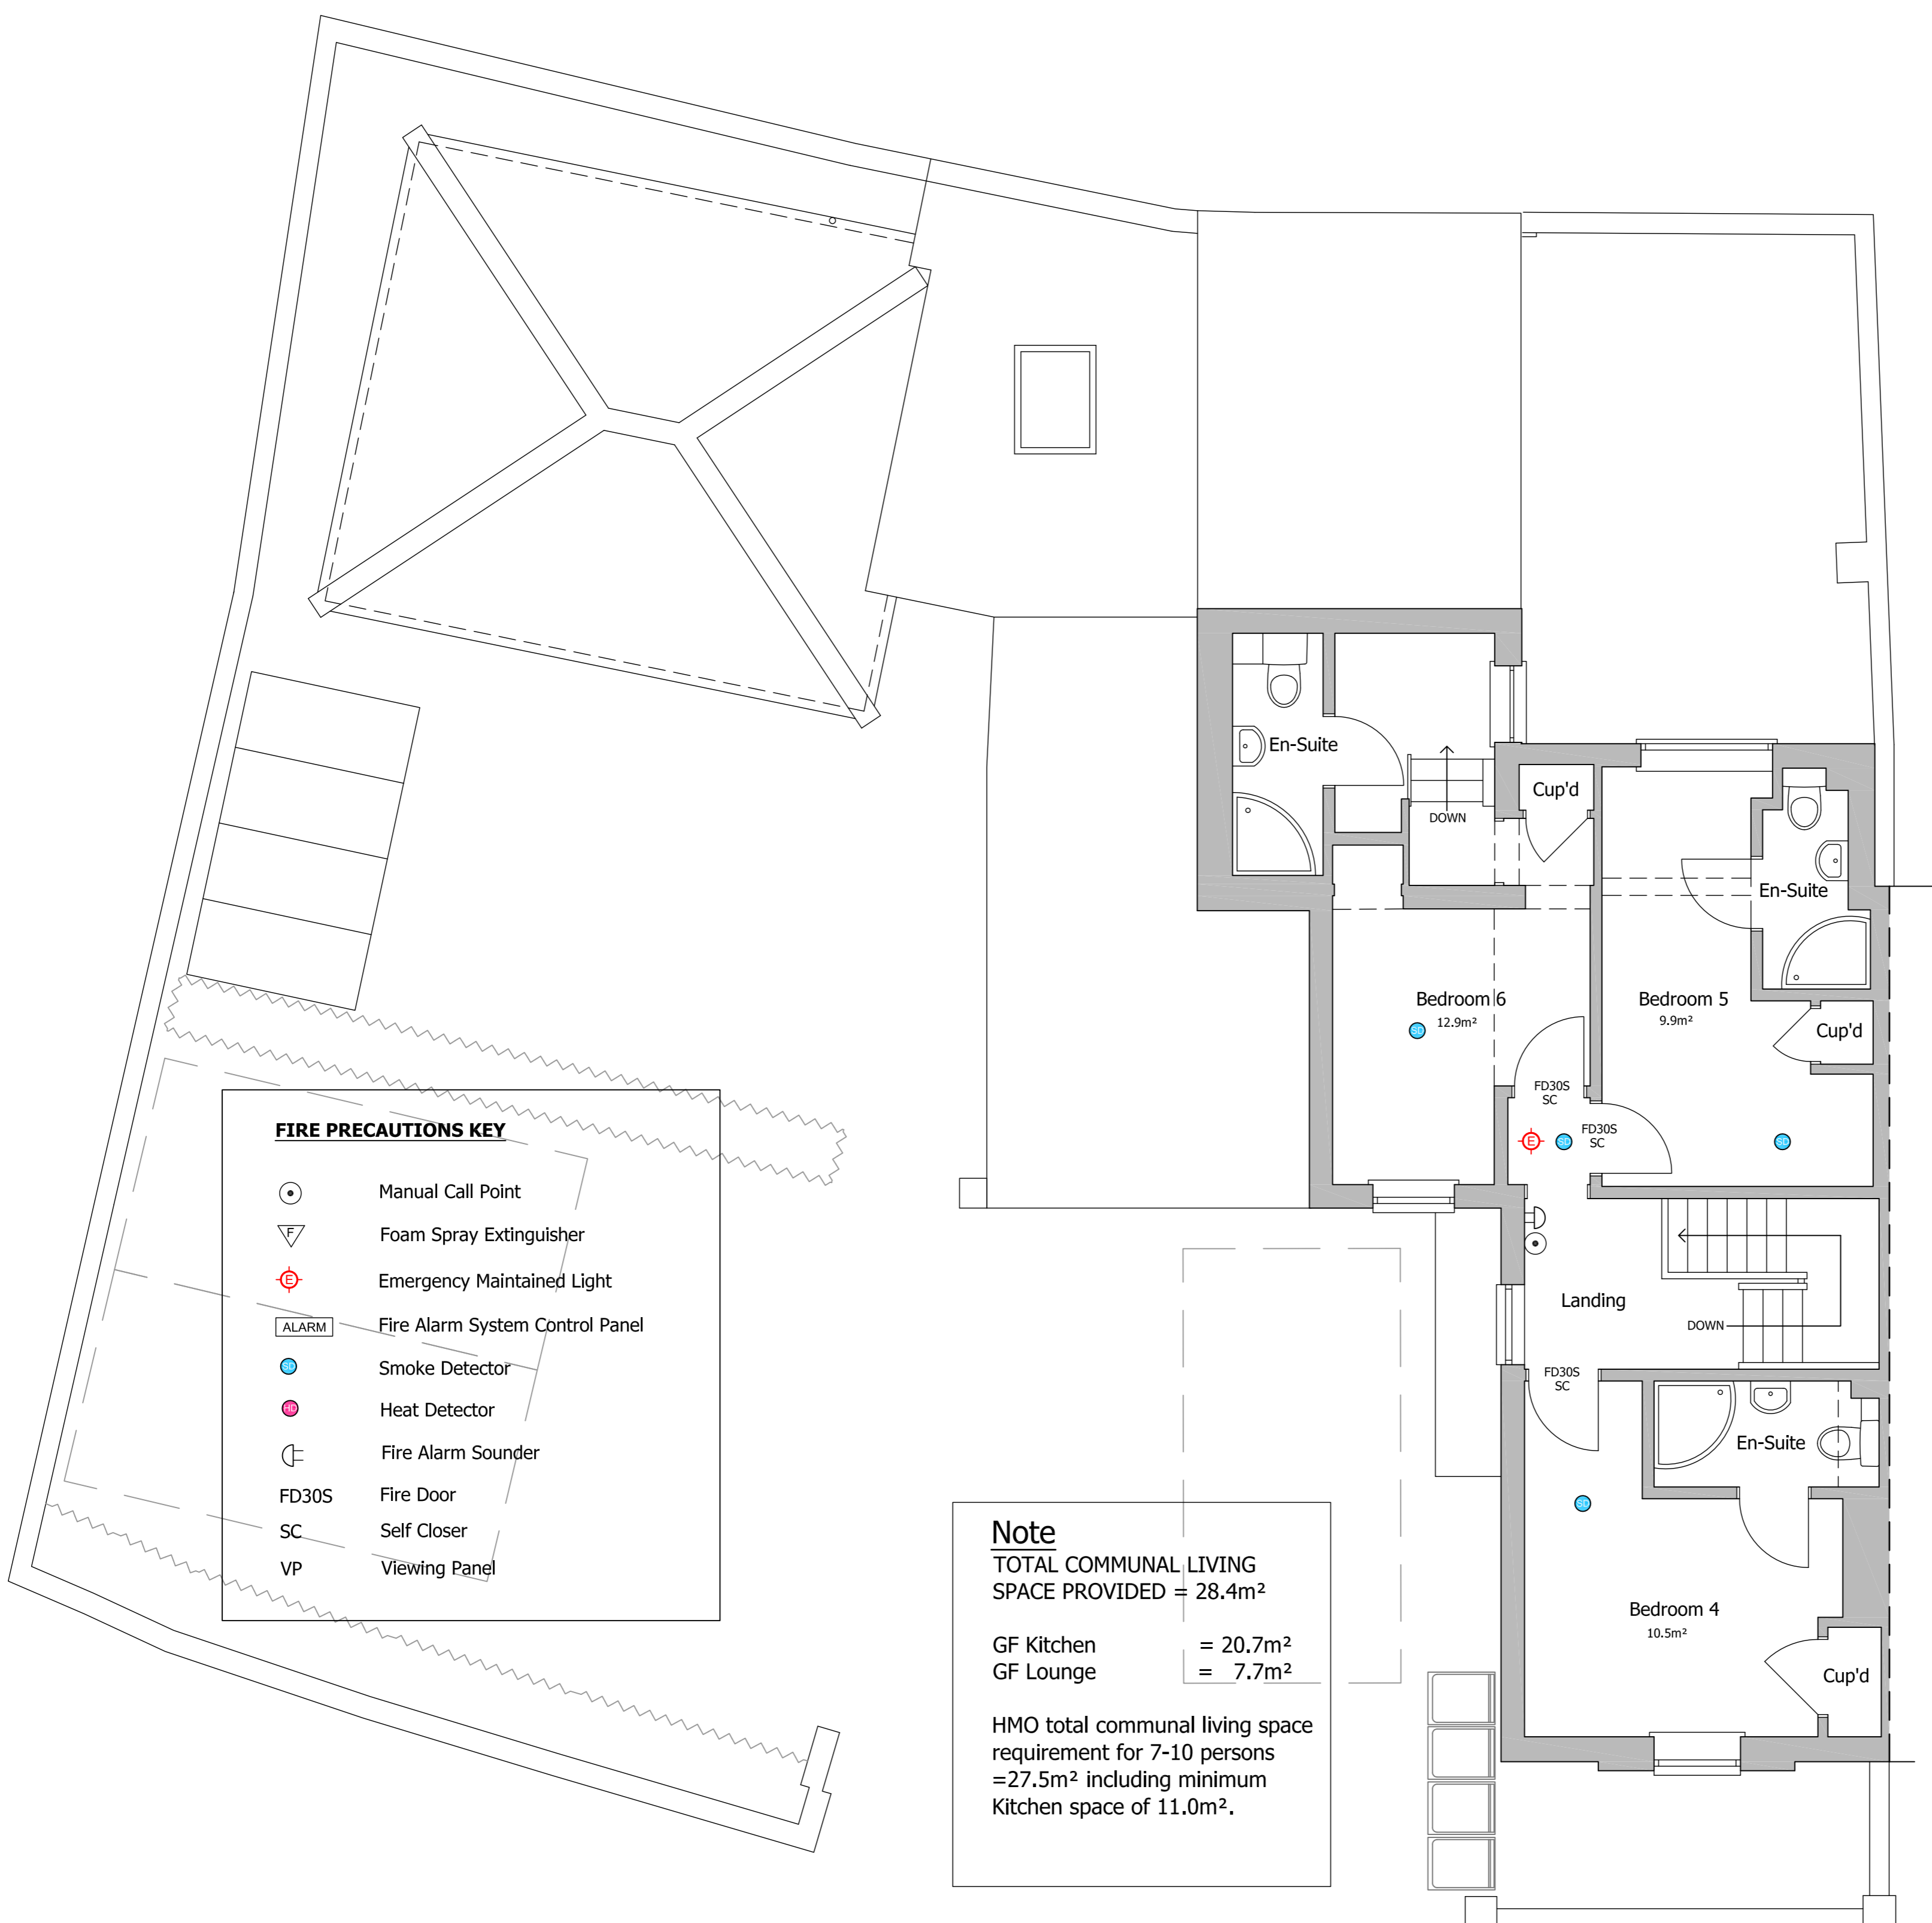 En-Suite
Cup'd
DOWN
En-Suite
Bedroom 6
12.9m²
SD
Bedroom 5
9.9m²
Cup'd
FD30S
SC
E
SD
FD30S
SC
SD
Landing
DOWN
FD30S
SC
En-Suite
SD
Bedroom 4
10.5m²
Cup'd
FIRE PRECAUTIONS KEY
Manual Call Point
F Foam Spray Extinguisher
E Emergency Maintained Light
ALARM Fire Alarm System Control Panel
SD Smoke Detector
HD Heat Detector
Fire Alarm Sounder
FD30S Fire Door
SC Self Closer
VP Viewing Panel
Note
TOTAL COMMUNAL LIVING
SPACE PROVIDED = 28.4m²
GF Kitchen = 20.7m²
GF Lounge = 7.7m²
HMO total communal living space
requirement for 7-10 persons
=27.5m² including minimum
Kitchen space of 11.0m².